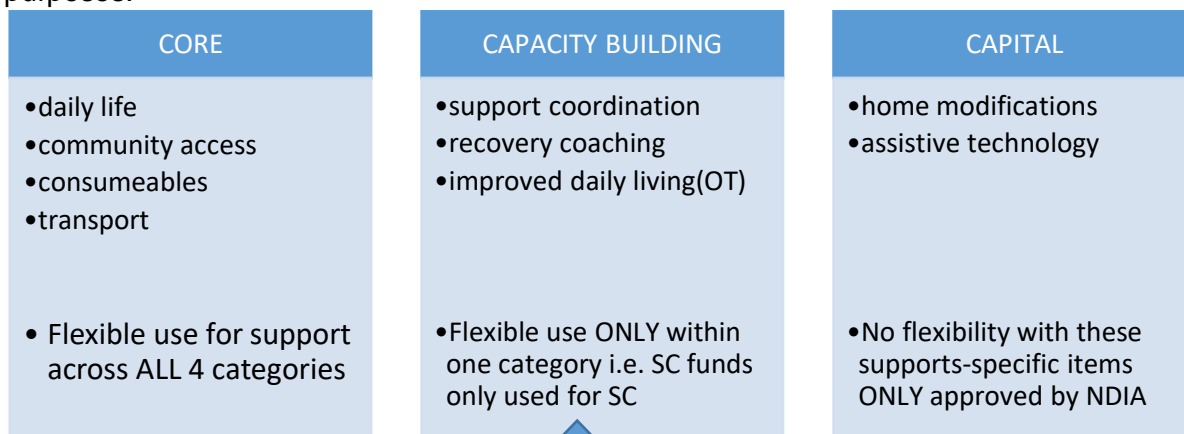 CORE
•daily life
•community access
•consumeables
•transport
• Flexible use for support
across ALL 4 categories
CAPACITY BUILDING
•support coordination
•recovery coaching
•improved daily living(OT)
•Flexible use ONLY within
one category i.e. SC funds
only used for SC
CAPITAL
•home modifications
•assistive technology
•No flexibility with these
supports-specific items
ONLY approved by NDIA